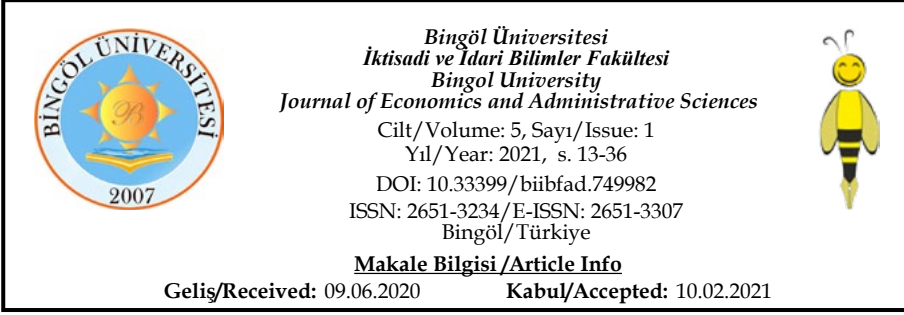 BİNGÖL ÜNİVERSİTESİ
B
2007
Bingöl Üniversitesi
İktisadi ve İdari Bilimler Fakültesi
Bingol University
Journal of Economics and Administrative Sciences
Cilt/Volume: 5, Sayı/Issue: 1
Yıl/Year: 2021, s. 13-36
DOI: 10.33399/biibfad.749982
ISSN: 2651-3234/E-ISSN: 2651-3307
Bingöl/Türkiye
Makale Bilgisi /Article Info
Geliş/Received: 09.06.2020 Kabul/Accepted: 10.02.2021